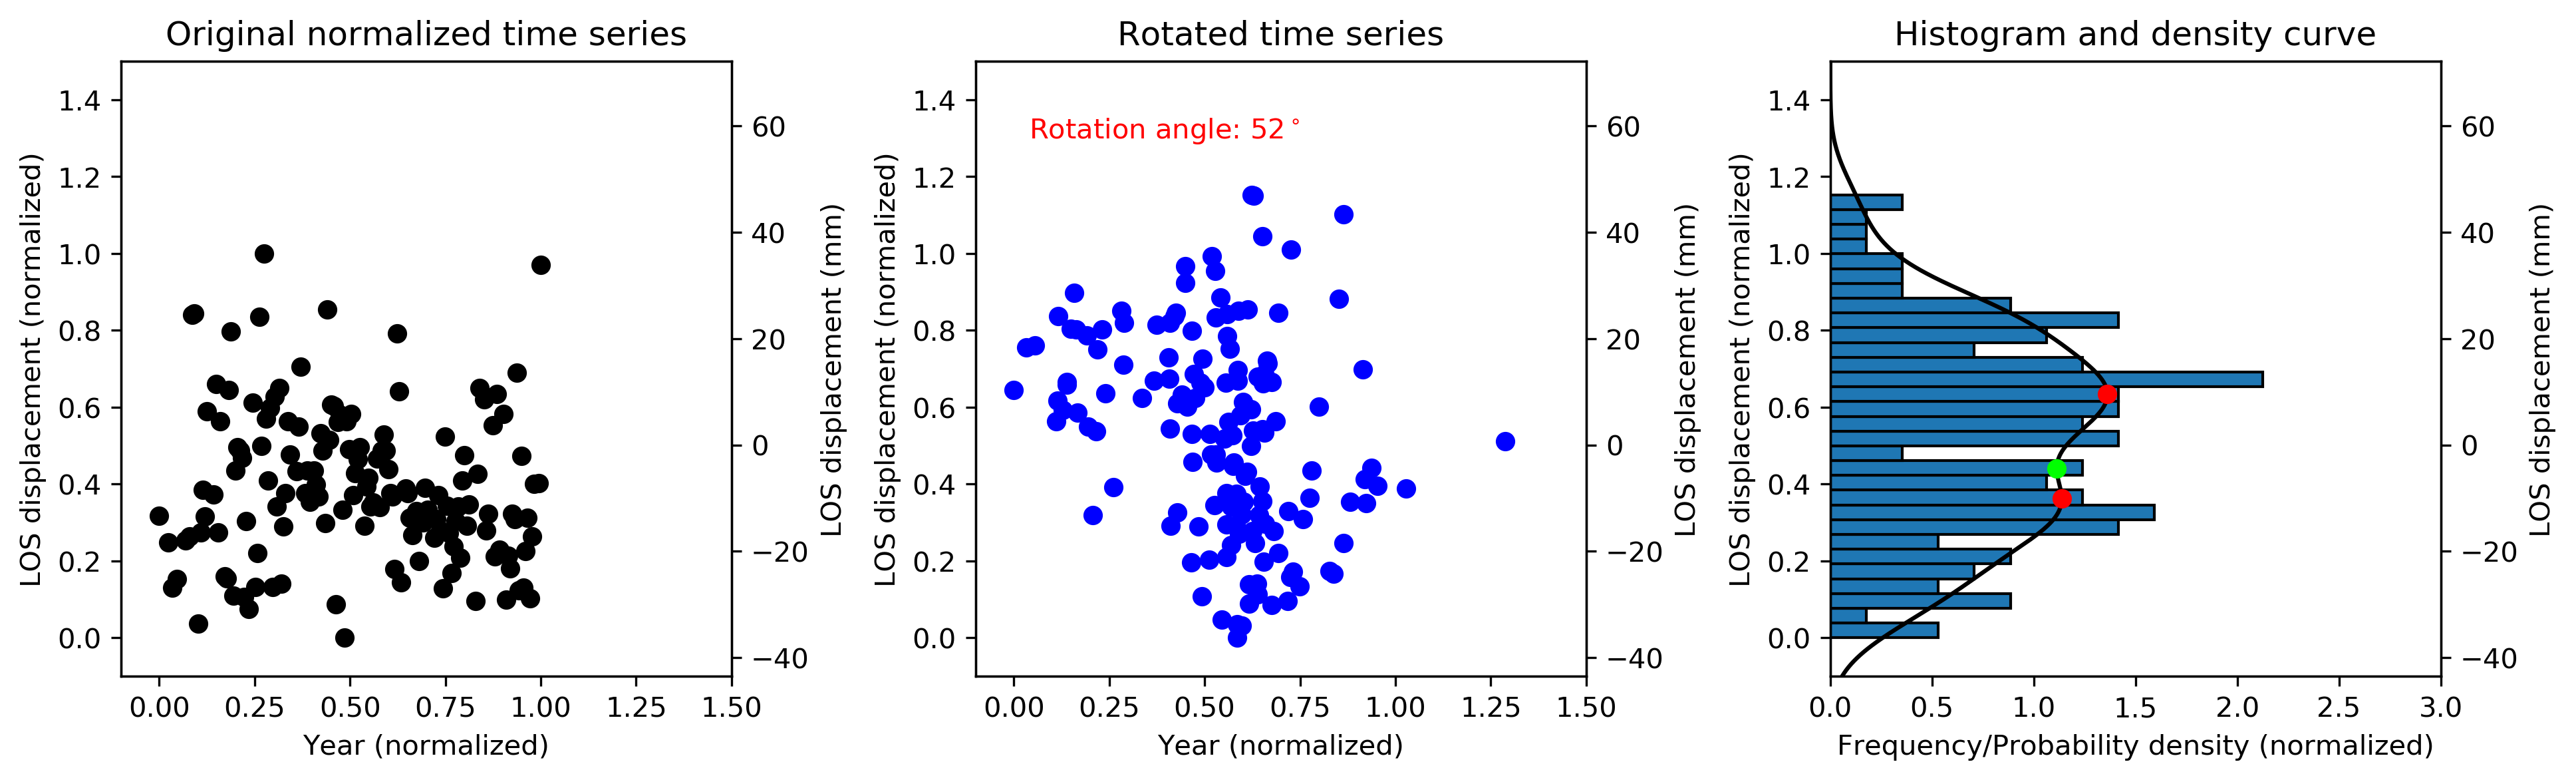 Original normalized time series
LOS displacement (normalized)
1.4
1.2
1.0
0.8
0.6
0.4
0.2
0.0
0.00 0.25 0.50 0.75 1.00 1.25 1.50
Year (normalized)
60
40
20
0
−20
−40
LOS displacement (mm)
Rotated time series
Rotation angle: 52°
LOS displacement (normalized)
1.4
1.2
1.0
0.8
0.6
0.4
0.2
0.0
0.00 0.25 0.50 0.75 1.00 1.25 1.50
Year (normalized)
60
40
20
0
−20
−40
LOS displacement (mm)
Histogram and density curve
LOS displacement (normalized)
1.4
1.2
1.0
0.8
0.6
0.4
0.2
0.0
0.0 0.5 1.0 1.5 2.0 2.5 3.0
Frequency/Probability density (normalized)
60
40
20
0
−20
−40
LOS displacement (mm)